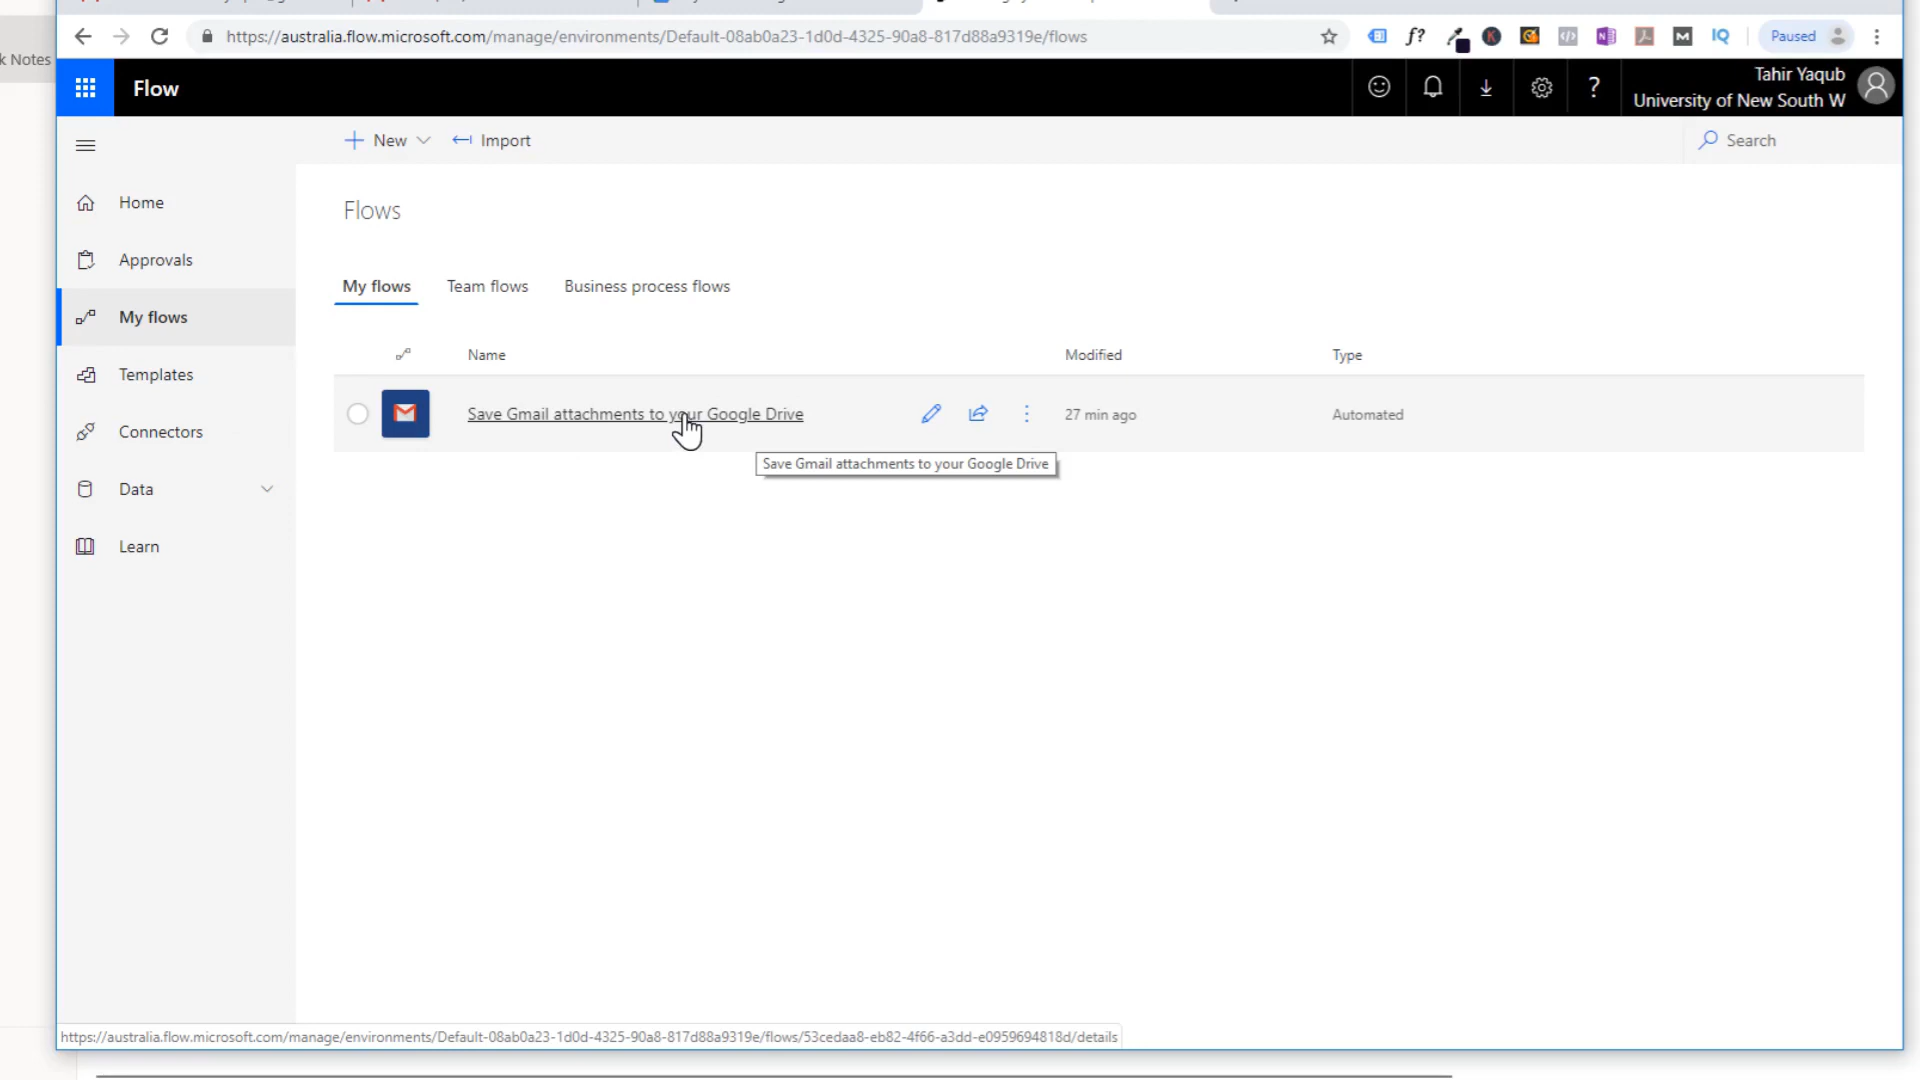 k Notes
https://australia.flow.microsoft.com/manage/environments/Default-08ab0a23-1d0d-4325-90a8-817d88a9319e/flows
f?
K
N
M
IQ
Paused
Flow
?
Tahir Yaqub
University of New South W
New
Import
Search
Home
Approvals
My flows
Templates
Connectors
Data
Learn
Flows
My flows
Team flows
Business process flows
Name
Modified
Type
Save Gmail attachments to your Google Drive
27 min ago
Automated
Save Gmail attachments to your Google Drive
https://australia.flow.microsoft.com/manage/environments/Default-08ab0a23-1d0d-4325-90a8-817d88a9319e/flows/53cedaa8-eb82-4f66-a3dd-e0959694818d/details